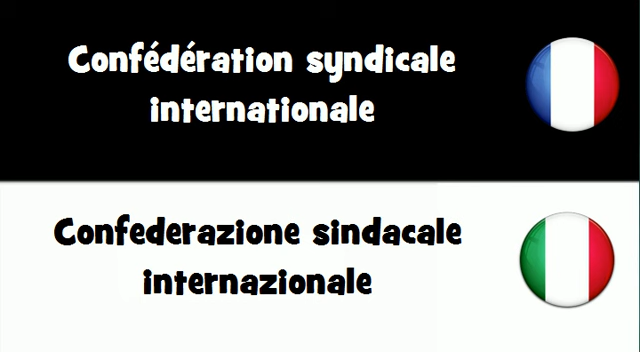 Confédération syndicale
internationale
Confederazione sindacale
internazionale